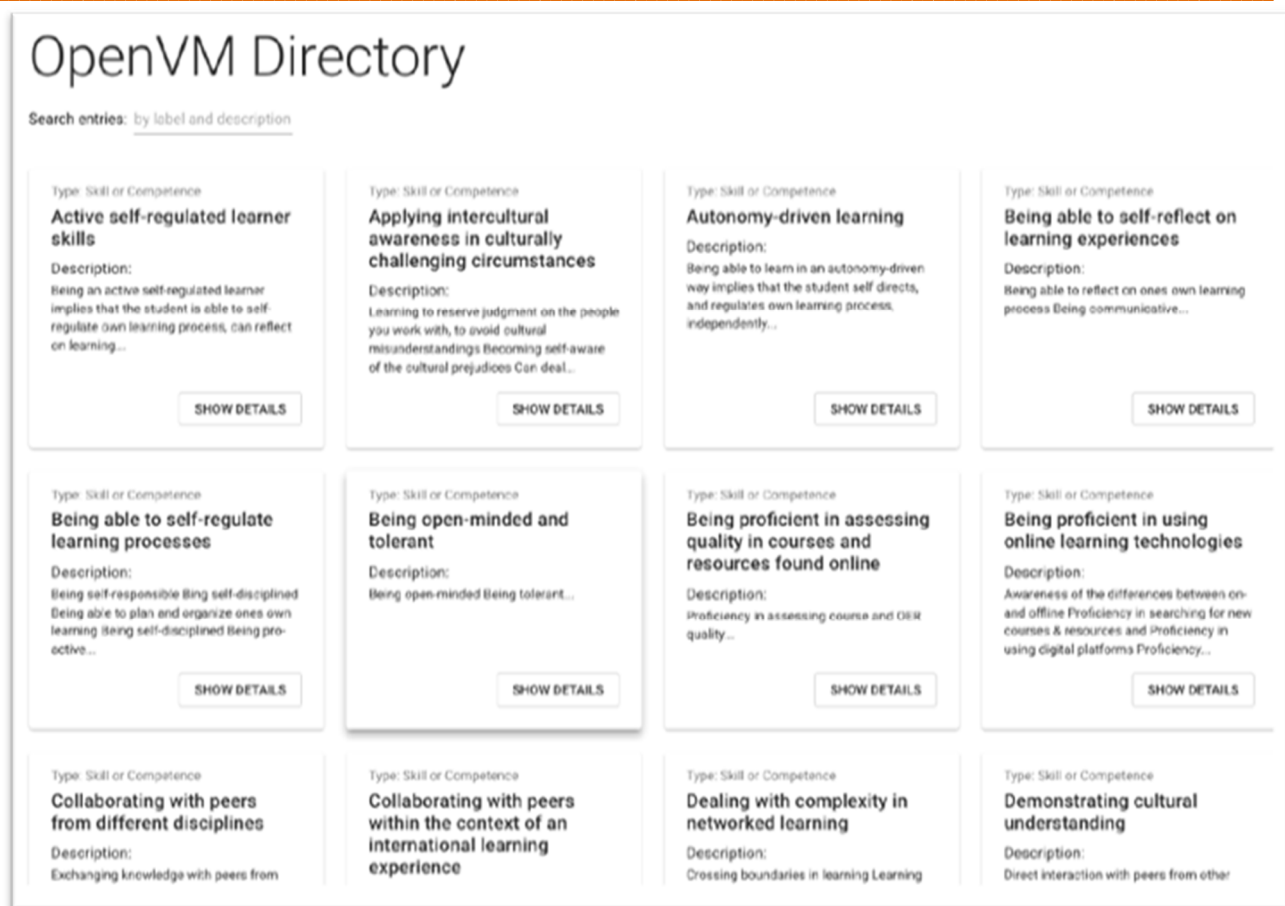 OpenVM Directory
Search entries: by label and description
Type: Skill or Competence
Active self-regulated learner
skills
Description:
Being an active self-regulated learner
implies that the student is able to self-
regulate own learning process, can reflect
on learning...
SHOW DETAILS
Type: Skill or Competence
Applying intercultural
awareness in culturally
challenging circumstances
Description:
Learning to reserve judgment on the people
you work with, to avoid cultural
misunderstandings Becoming self-aware
of the cultural prejudices Can deal...
SHOW DETAILS
Type: Skill or Competence
Autonomy-driven learning
Description:
Being able to learn in an autonomy-driven
way implies that the student self directs,
and regulates own learning process,
independently...
SHOW DETAILS
Type: Skill or Competence
Being able to self-reflect on
learning experiences
Description:
Being able to reflect on ones own learning
process Being communicative...
SHOW DETAILS
Type: Skill or Competence
Being able to self-regulate
learning processes
Description:
Being self-responsible Bing self-disciplined
Being able to plan and organize ones own
learning Being self-disciplined Being pro-
active...
SHOW DETAILS
Type: Skill or Competence
Being open-minded and
tolerant
Description:
Being open-minded Being tolerant...
SHOW DETAILS
Type: Skill or Competence
Being proficient in assessing
quality in courses and
resources found online
Description:
Proficiency in assessing course and OER
quality...
SHOW DETAILS
Type: Skill or Competence
Being proficient in using
online learning technologies
Description:
Awareness of the differences between on-
and offline Proficiency in searching for new
courses & resources and Proficiency in
using digital platforms Proficiency...
SHOW DETAILS
Type: Skill or Competence
Collaborating with peers
from different disciplines
Description:
Exchanging knowledge with peers from
Type: Skill or Competence
Collaborating with peers
within the context of an
international learning
experience
Type: Skill or Competence
Dealing with complexity in
networked learning
Description:
Crossing boundaries in learning Learning
Type: Skill or Competence
Demonstrating cultural
understanding
Description:
Direct interaction with peers from other